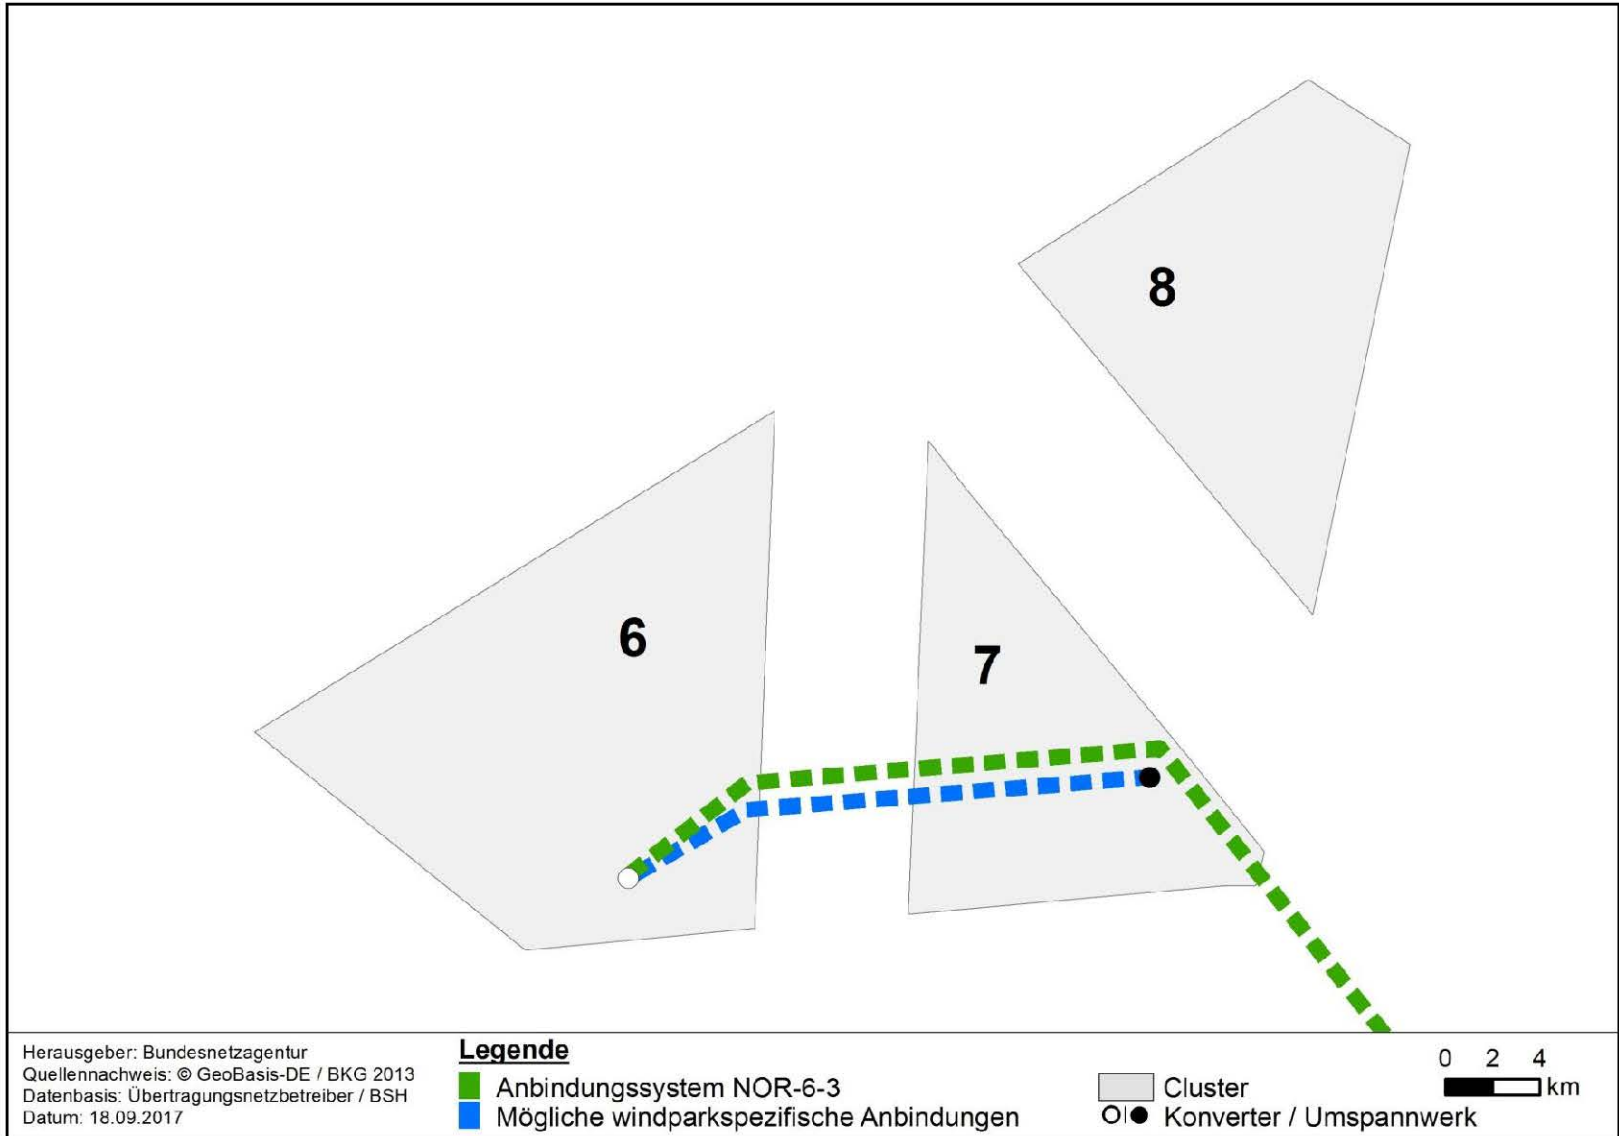 8
6
7
Herausgeber: Bundesnetzagentur
Quellennachweis: © GeoBasis-DE / BKG 2013
Datenbasis: Übertragungsnetzbetreiber / BSH
Datum: 18.09.2017
Legende
Anbindungssystem NOR-6-3
Mögliche windparkspezifische Anbindungen
Cluster
Konverter / Umspannwerk
0 2 4
km